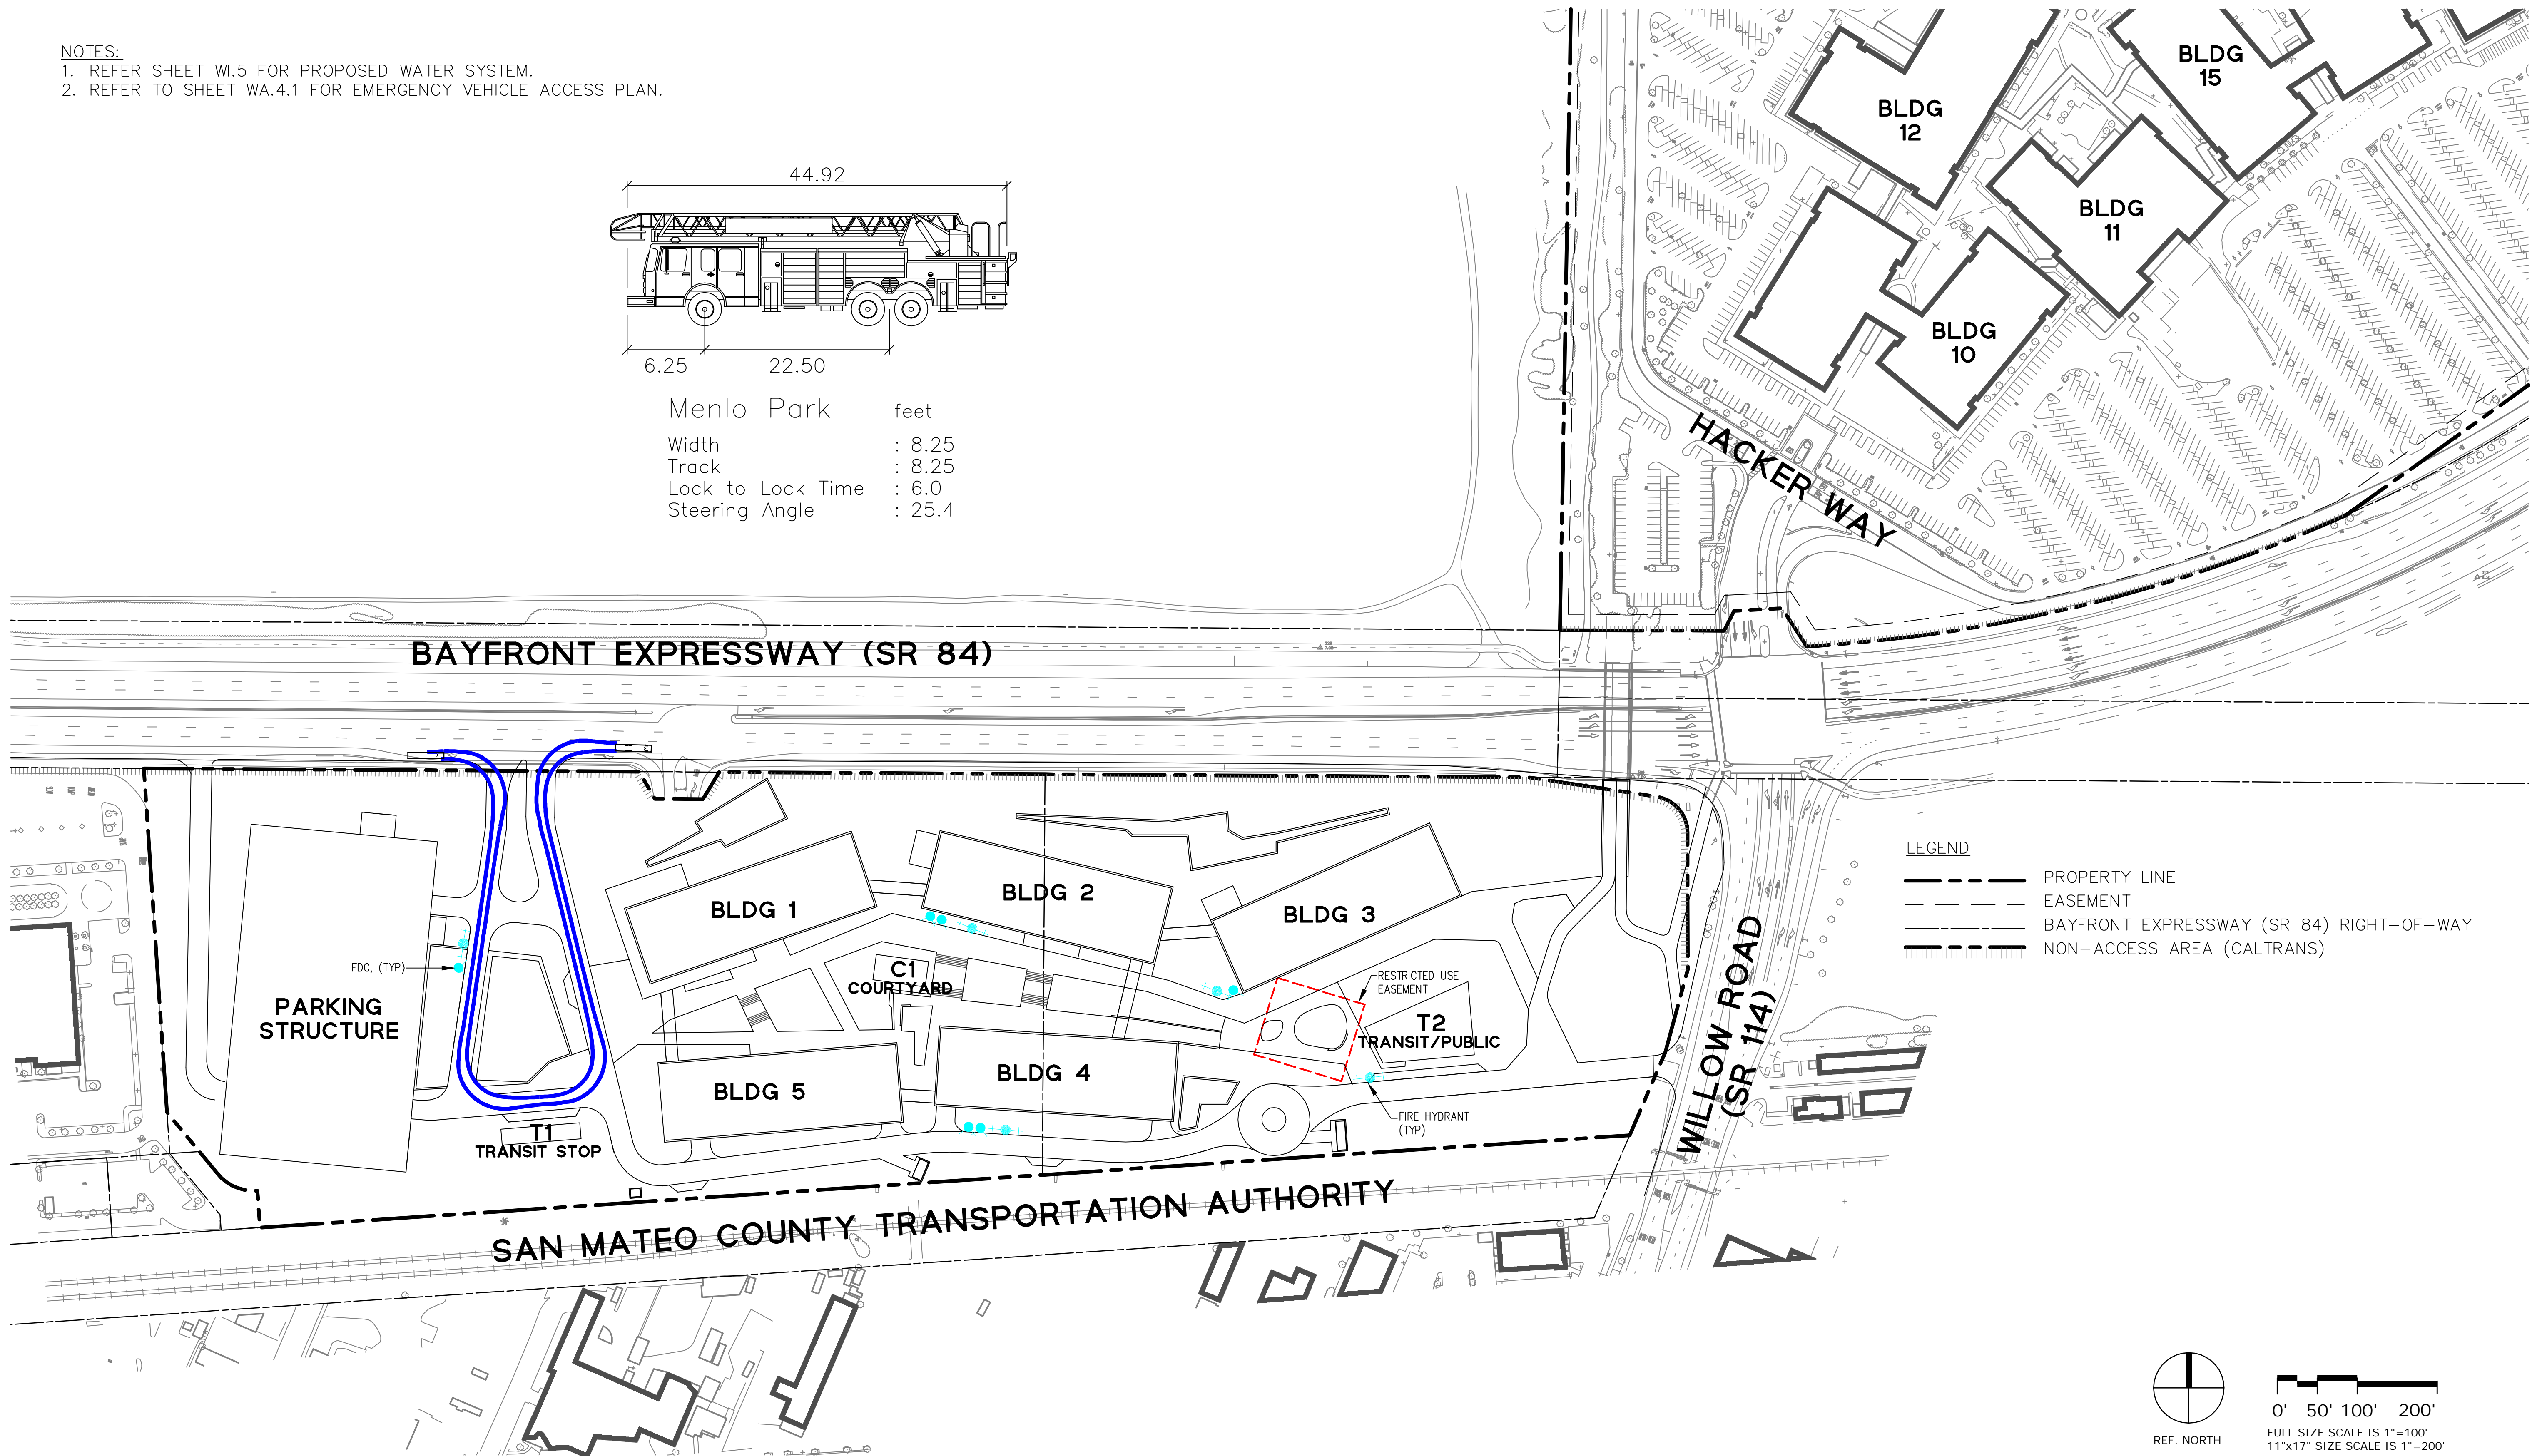 NOTES:
1. REFER SHEET WI.5 FOR PROPOSED WATER SYSTEM.
2. REFER TO SHEET WA.4.1 FOR EMERGENCY VEHICLE ACCESS PLAN.
44.92
6.25
22.50
Menlo Park feet
Width : 8.25
Track : 8.25
Lock to Lock Time : 6.0
Steering Angle : 25.4
BLDG
15
BLDG
12
BLDG
11
BLDG
10
HACKER WAY
BAYFRONT EXPRESSWAY (SR 84)
BLDG 1
BLDG 2
BLDG 3
FDC, (TYP)
C1
COURTYARD
RESTRICTED USE
EASEMENT
PARKING
STRUCTURE
T2
TRANSIT/PUBLIC
BLDG 5
BLDG 4
FIRE HYDRANT
(TYP)
T1
TRANSIT STOP
WILLOW ROAD
(SR 114)
SAN MATEO COUNTY TRANSPORTATION AUTHORITY
LEGEND
PROPERTY LINE
EASEMENT
BAYFRONT EXPRESSWAY (SR 84) RIGHT-OF-WAY
NON-ACCESS AREA (CALTRANS)
REF. NORTH
0' 50' 100' 200'
FULL SIZE SCALE IS 1"=100'
11"x17" SIZE SCALE IS 1"=200'